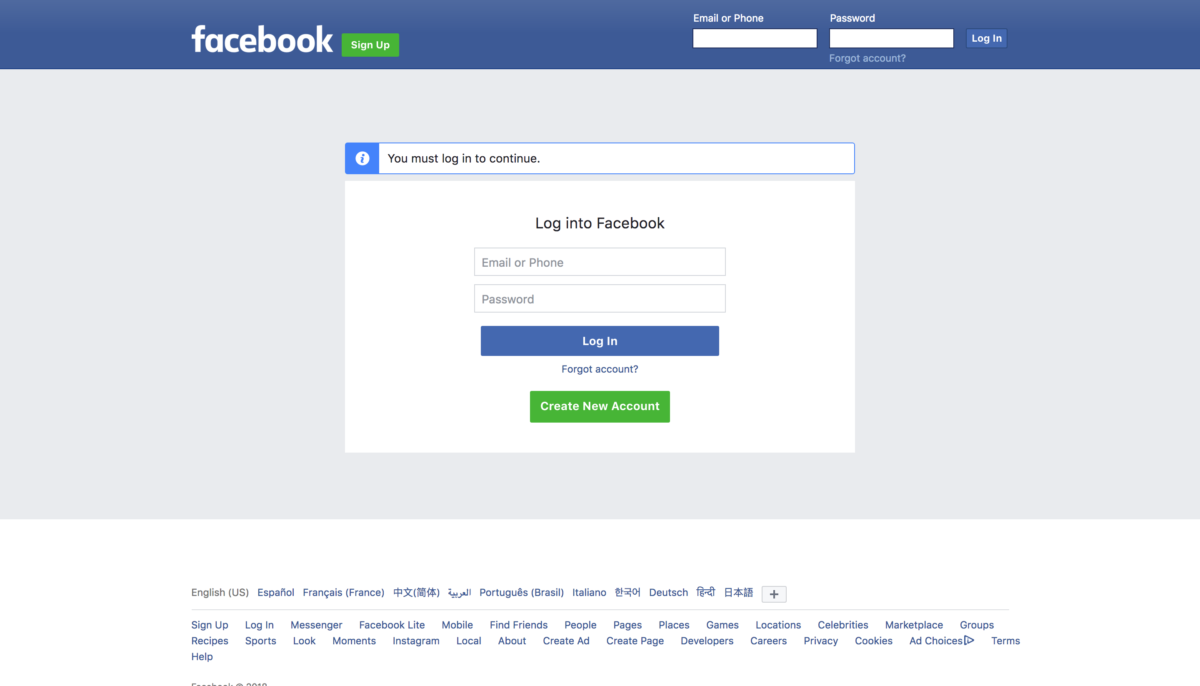 facebook
Sign Up
Email or Phone
Password
Log In
Forgot account?
You must log in to continue.
Log into Facebook
Email or Phone
Password
Log In
Forgot account?
Create New Account
English (US) Español Français (France) 中文(简体) العربية Português (Brasil) Italiano 한국어 Deutsch हिन्दी 日本語 +
Sign Up Log In Messenger Facebook Lite Mobile Find Friends People Pages Places Games Locations Celebrities Marketplace Groups
Recipes Sports Look Moments Instagram Local About Create Ad Create Page Developers Careers Privacy Cookies Ad Choices Terms
Help
Facebook ©